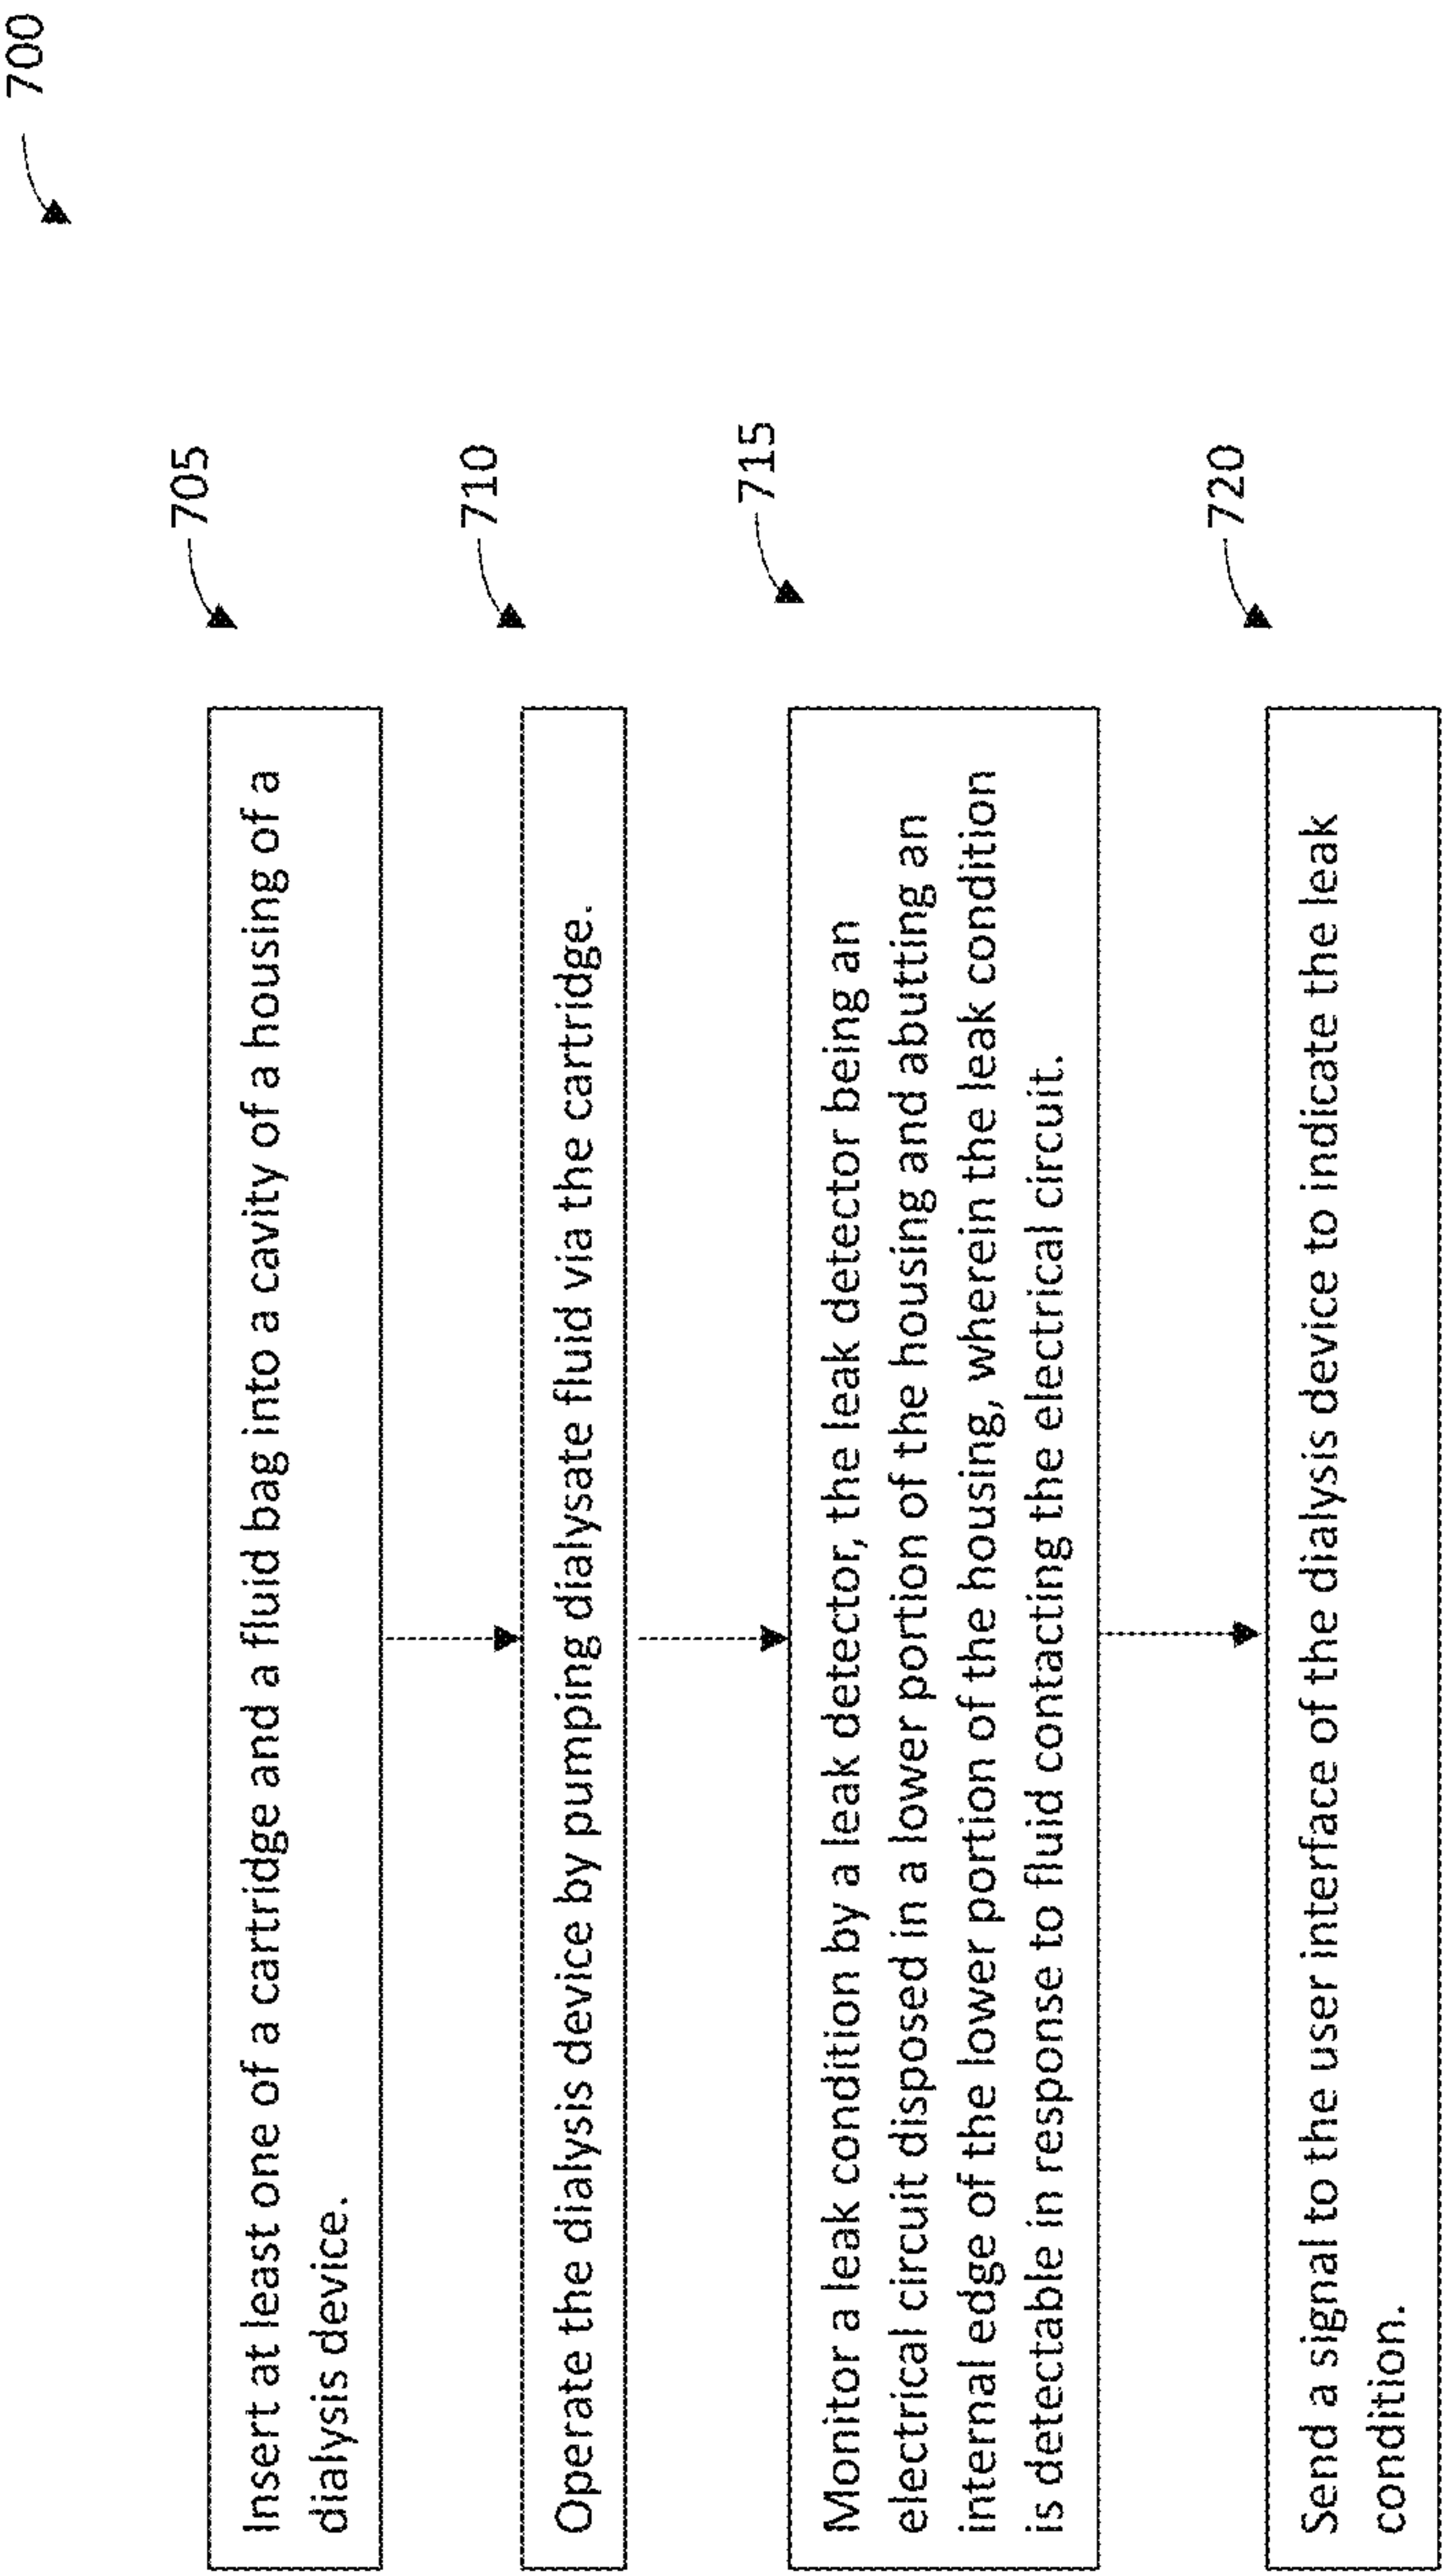 700
705
Insert at least one of a cartridge and a fluid bag into a cavity of a housing of a
dialysis device.
710
Operate the dialysis device by pumping dialysate fluid via the cartridge.
715
Monitor a leak condition by a leak detector, the leak detector being an
electrical circuit disposed in a lower portion of the housing and abutting an
internal edge of the lower portion of the housing, wherein the leak condition
is detectable in response to fluid contacting the electrical circuit.
720
Send a signal to the user interface of the dialysis device to indicate the leak
condition.